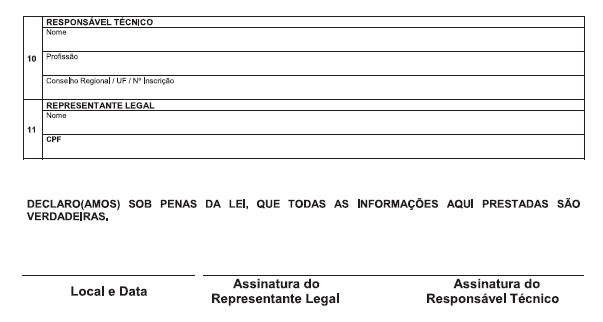 RESPONSÁVEL TÉCNICO
Nome
10
Profissão
Conselho Regional / UF / Nº Inscrição
REPRESENTANTE LEGAL
Nome
11
CPF
DECLARO(AMOS) SOB PENAS DA LEI, QUE TODAS AS INFORMAÇÕES AQUI PRESTADAS SÃO
VERDADEIRAS.
Local e Data
Assinatura do
Representante Legal
Assinatura do
Responsável Técnico